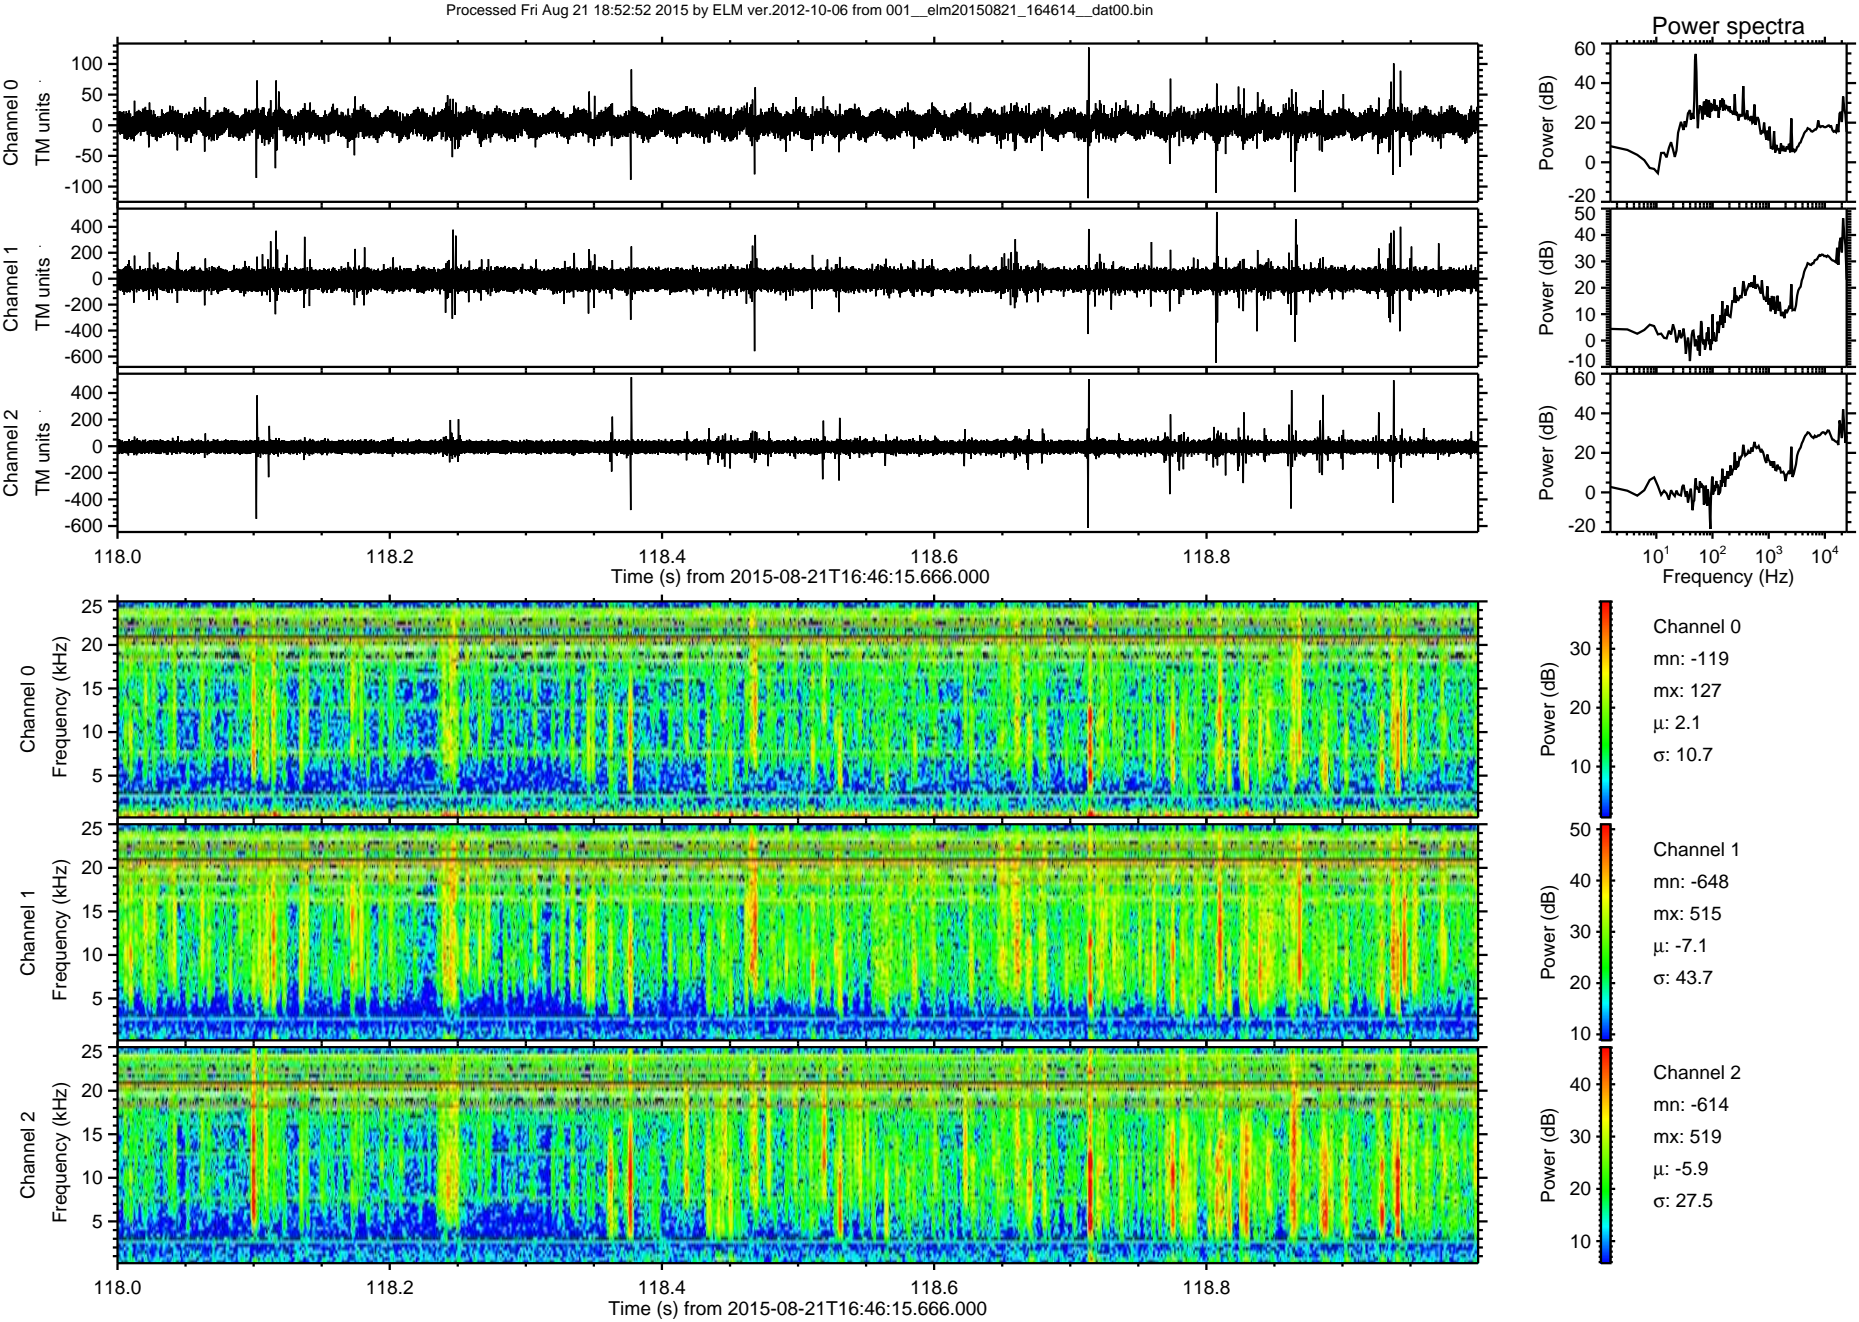 Processed Fri Aug 21 18:52:52 2015 by ELM ver.2012-10-06 from 001__elm20150821_164614__dat00.bin
Power spectra
Channel 0
TM units
100
50
0
-50
-100
Power (dB)
60
40
20
0
-20
Channel 1
TM units
400
200
0
-200
-400
-600
Power (dB)
50
40
30
20
10
0
-10
Channel 2
TM units
400
200
0
-200
-400
-600
Power (dB)
60
40
20
0
-20
118.0 118.2 118.4 118.6 118.8
Time (s) from 2015-08-21T16:46:15.666.000
10^1 10^2 10^3 10^4
Frequency (Hz)
Channel 0
Frequency (kHz)
25
20
15
10
5
Power (dB)
30
20
10
Channel 0
mn: -119
mx: 127
μ: 2.1
σ: 10.7
Channel 1
Frequency (kHz)
25
20
15
10
5
Power (dB)
50
40
30
20
10
Channel 1
mn: -648
mx: 515
μ: -7.1
σ: 43.7
Channel 2
Frequency (kHz)
25
20
15
10
5
Power (dB)
40
30
20
10
Channel 2
mn: -614
mx: 519
μ: -5.9
σ: 27.5
118.0 118.2 118.4 118.6 118.8
Time (s) from 2015-08-21T16:46:15.666.000